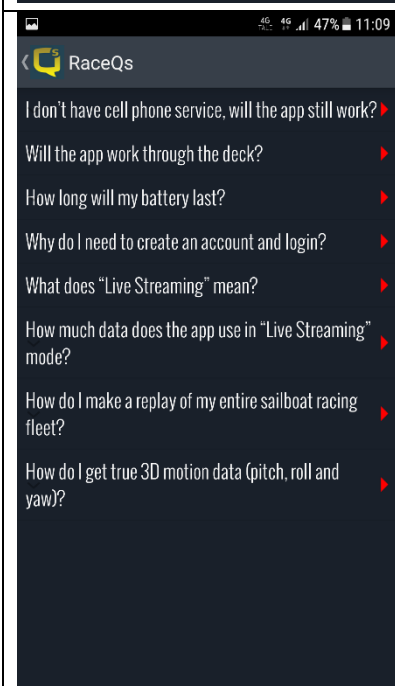 4G 4G 47% 11:09
RaceQs
I don't have cell phone service, will the app still work?
Will the app work through the deck?
How long will my battery last?
Why do I need to create an account and login?
What does “Live Streaming” mean?
How much data does the app use in “Live Streaming”
mode?
How do I make a replay of my entire sailboat racing
fleet?
How do I get true 3D motion data (pitch, roll and
yaw)?